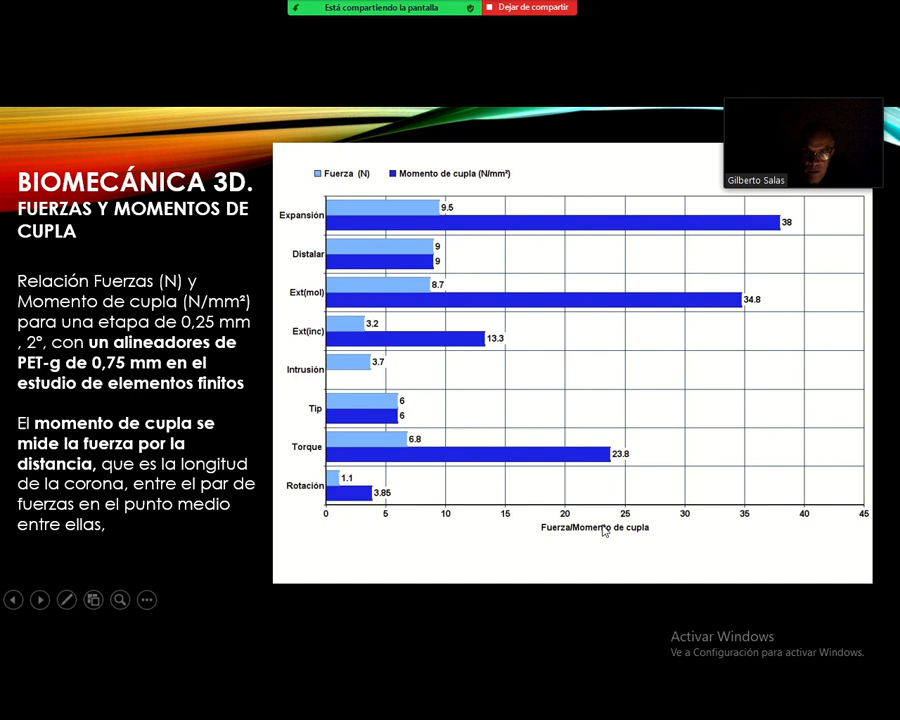 Está compartiendo la pantalla
Dejar de compartir
Gilberto Salas
BIOMECÁNICA 3D.
FUERZAS Y MOMENTOS DE
CUPLA
Relación Fuerzas (N) y
Momento de cupla (N/mm²)
para una etapa de 0,25 mm
, 2º, con un alineadores de
PET-g de 0,75 mm en el
estudio de elementos finitos
El momento de cupla se
mide la fuerza por la
distancia, que es la longitud
de la corona, entre el par de
fuerzas en el punto medio
entre ellas,
Fuerza (N)
Momento de cupla (N/mm²)
Expansión
9.5
38
Distalar
9
9
Ext(mol)
8.7
34.8
Ext(inc)
3.2
13.3
Intrusión
3.7
Tip
6
6
Torque
6.8
23.8
Rotación
1.1
3.85
0 5 10 15 20 25 30 35 40 45
Fuerza/Momento de cupla
Activar Windows
Ve a Configuración para activar Windows.